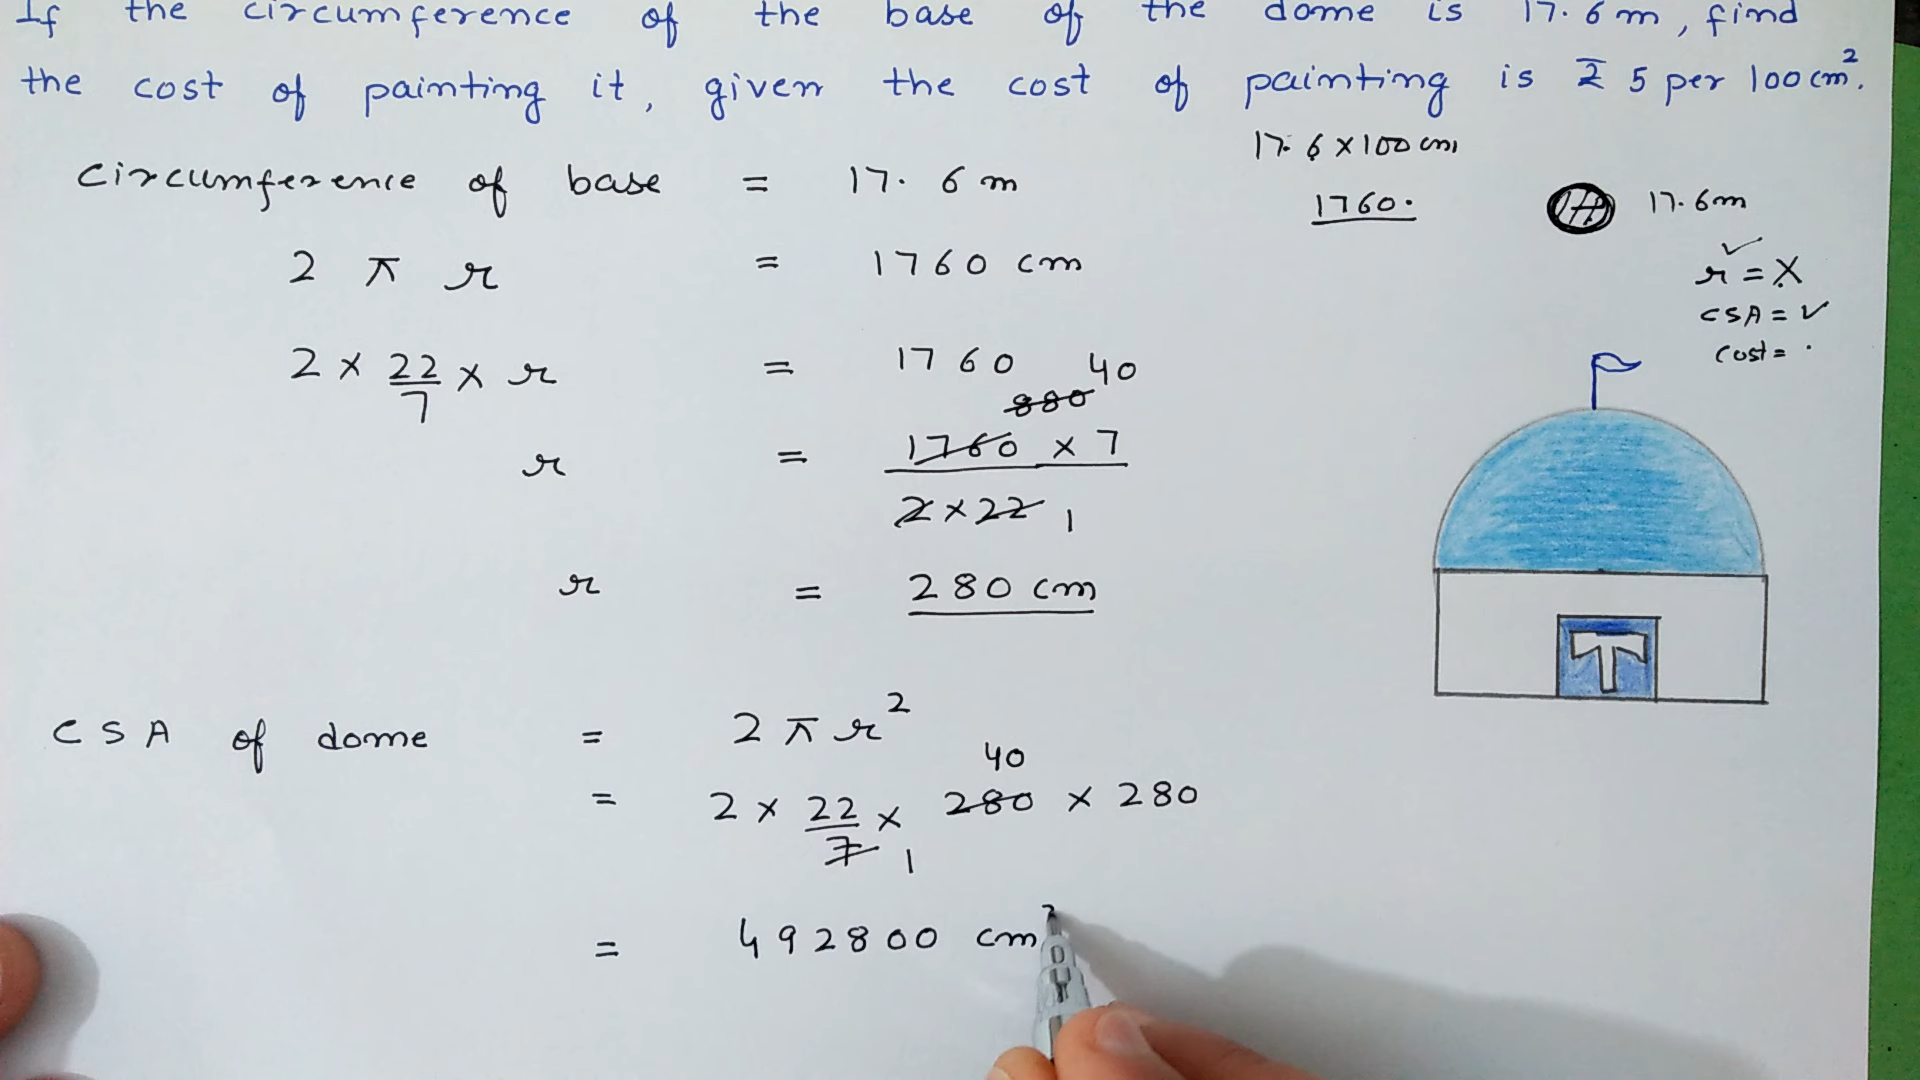 If the circumference of the base of the dome is 17.6 m, find
the cost of painting it, given the cost of painting is ₹ 5 per 100 cm².
17.6 × 100 cm
circumference of base = 17.6 m
1760.
17.6m
2 π r = 1760 cm
r = X
CSA = ✓
cost = .
2 × 22/7 × r = 1760
880 40
r = 1760 × 7
2 × 22 1
r = 280 cm
CSA of dome = 2 π r²
40
= 2 × 22/7 × 280 × 280
1
= 492800 cm²